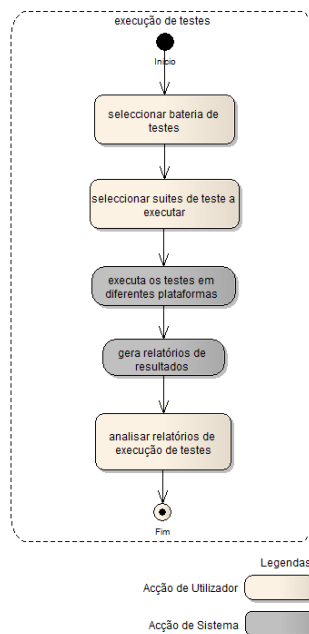 execução de testes
Início
seleccionar bateria de
testes
seleccionar suites de teste a
executar
executa os testes em
diferentes plataformas
gera relatórios de
resultados
analisar relatórios de
execução de testes
Fim
Legendas
Acção de Utilizador
Acção de Sistema